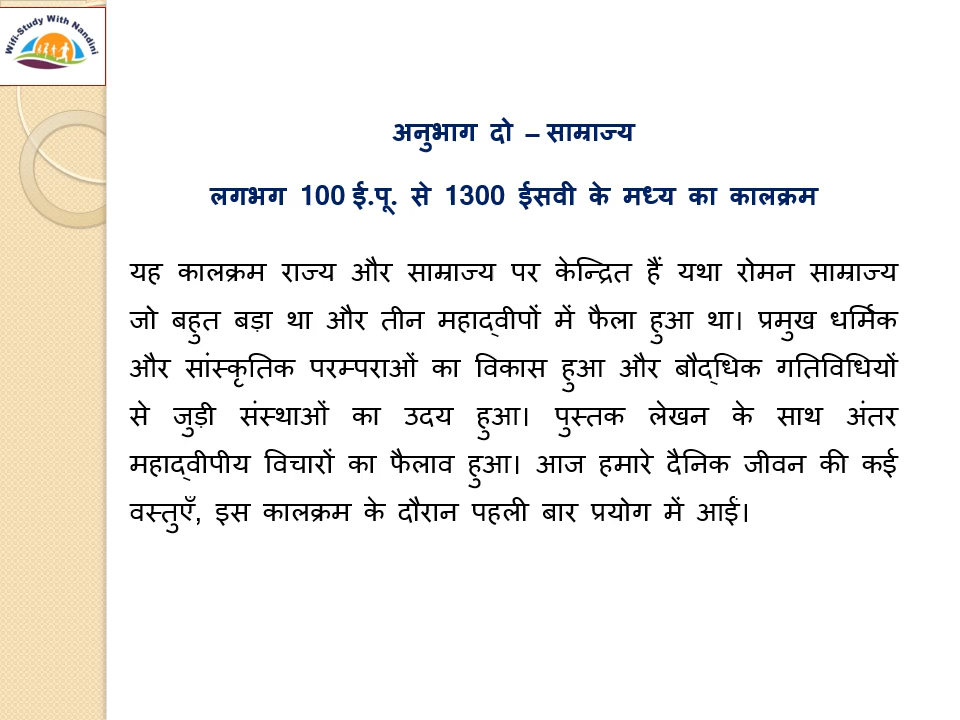 Wifi-Study With Nandini
अनुभाग दो – साम्राज्य
लगभग 100 ई.पू. से 1300 ईसवी के मध्य का कालक्रम
यह कालक्रम राज्य और साम्राज्य पर केन्द्रित हैं यथा रोमन साम्राज्य
जो बहुत बड़ा था और तीन महाद्वीपों में फैला हुआ था। प्रमुख धर्मिक
और सांस्कृतिक परम्पराओं का विकास हुआ और बौद्धिक गतिविधियों
से जुड़ी संस्थाओं का उदय हुआ। पुस्तक लेखन के साथ अंतर
महाद्वीपीय विचारों का फैलाव हुआ। आज हमारे दैनिक जीवन की कई
वस्तुएँ, इस कालक्रम के दौरान पहली बार प्रयोग में आईं।